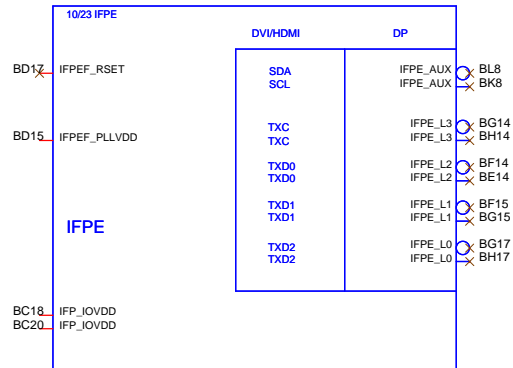 10/23 IFPE
DVI/HDMI DP
BD17 IFPEF_RSET SDA IFPE_AUX BL8
SCL IFPE_AUX BK8
TXC IFPE_L3 BG14
BD15 IFPEF_PLLVDD TXC IFPE_L3 BH14
TXD0 IFPE_L2 BF14
TXD0 IFPE_L2 BE14
TXD1 IFPE_L1 BF15
TXD1 IFPE_L1 BG15
IFPE
TXD2 IFPE_L0 BG17
TXD2 IFPE_L0 BH17
BC18 IFP_IOVDD
BC20 IFP_IOVDD